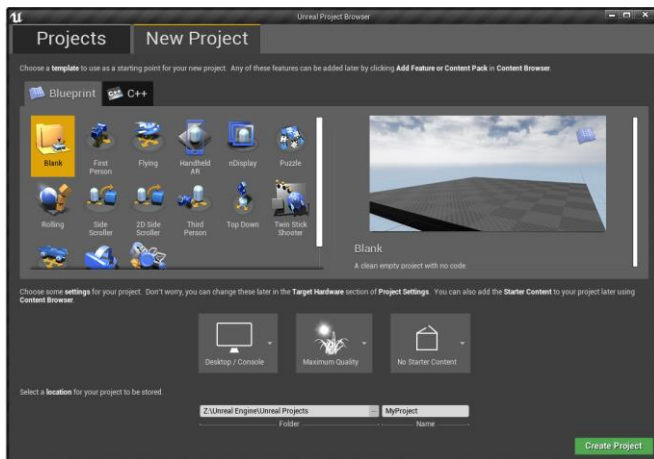 Unreal Project Browser
Projects
New Project
Choose a template to use as a starting point for your new project. Any of these features can be added later by clicking Add Feature or Content Pack in Content Browser.
Blueprint
C++
Blank
First
Person
Flying
Handheld
AR
nDisplay
Puzzle
Rolling
Side
Scroller
2D Side
Scroller
Third
Person
Top Down
Twin Stick
Shooter
Blank
A clean empty project with no code.
Choose some settings for your project. Don't worry, you can change these later in the Target Hardware section of Project Settings. You can also add the Starter Content to your project later using
Content Browser.
Desktop / Console
Maximum Quality
No Starter Content
Select a location for your project to be stored.
Z:\Unreal Engine\Unreal Projects
...
MyProject
Folder
Name
Create Project